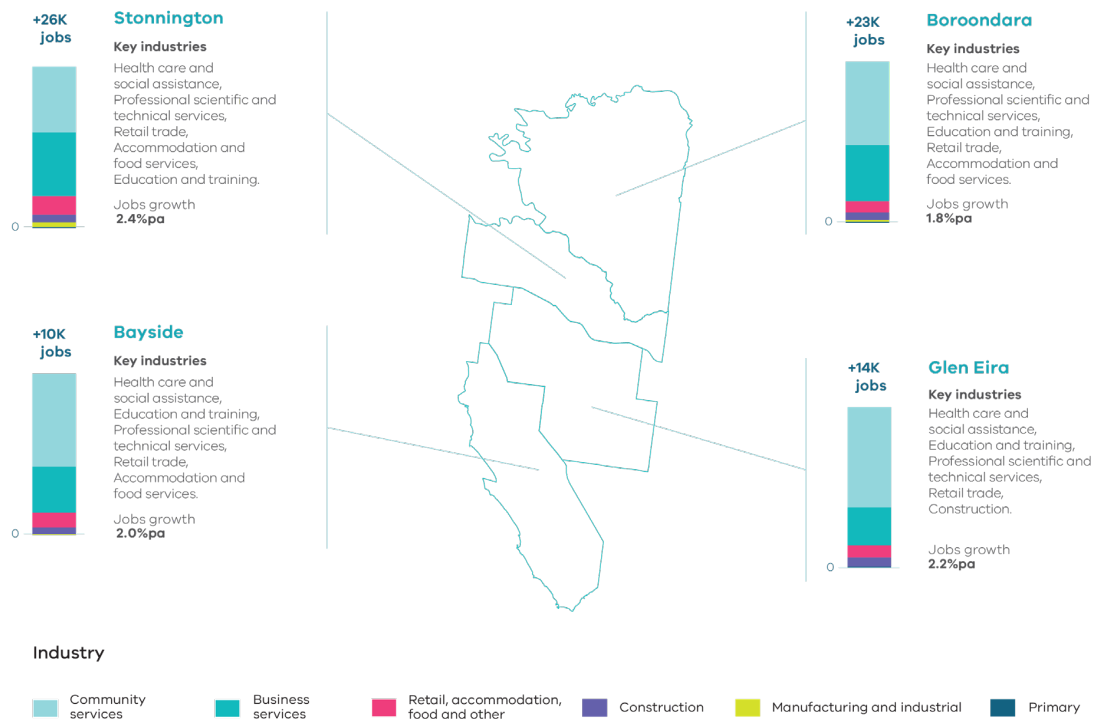 +26K
jobs
Stonnington
Key industries
Health care and
social assistance,
Professional scientific and
technical services,
Retail trade,
Accommodation and
food services,
Education and training.
Jobs growth
2.4%pa
0
+23K
jobs
Boroondara
Key industries
Health care and
social assistance,
Professional scientific and
technical services,
Education and training,
Retail trade,
Accommodation and
food services.
Jobs growth
1.8%pa
0
+10K
jobs
Bayside
Key industries
Health care and
social assistance,
Education and training,
Professional scientific and
technical services,
Retail trade,
Accommodation and
food services.
Jobs growth
2.0%pa
0
+14K
jobs
Glen Eira
Key industries
Health care and
social assistance,
Education and training,
Professional scientific and
technical services,
Retail trade,
Construction.
Jobs growth
2.2%pa
0
Industry
Community
services
Business
services
Retail, accommodation,
food and other
Construction
Manufacturing and industrial
Primary